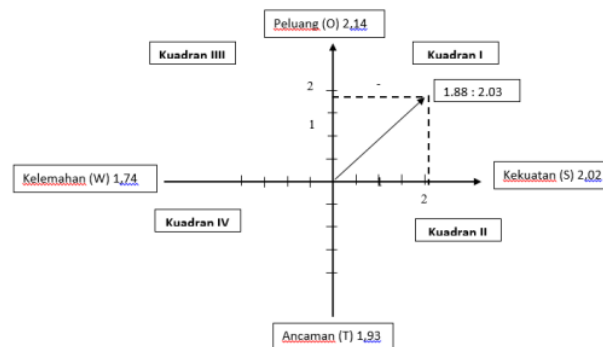 Peluang (O) 2,14
Kuadran IIII
Kuadran I
2
1.88 : 2.03
1
Kelemahan (W) 1,74
Kekuatan (S) 2,02
2
Kuadran IV
Kuadran II
Ancaman (T) 1,93